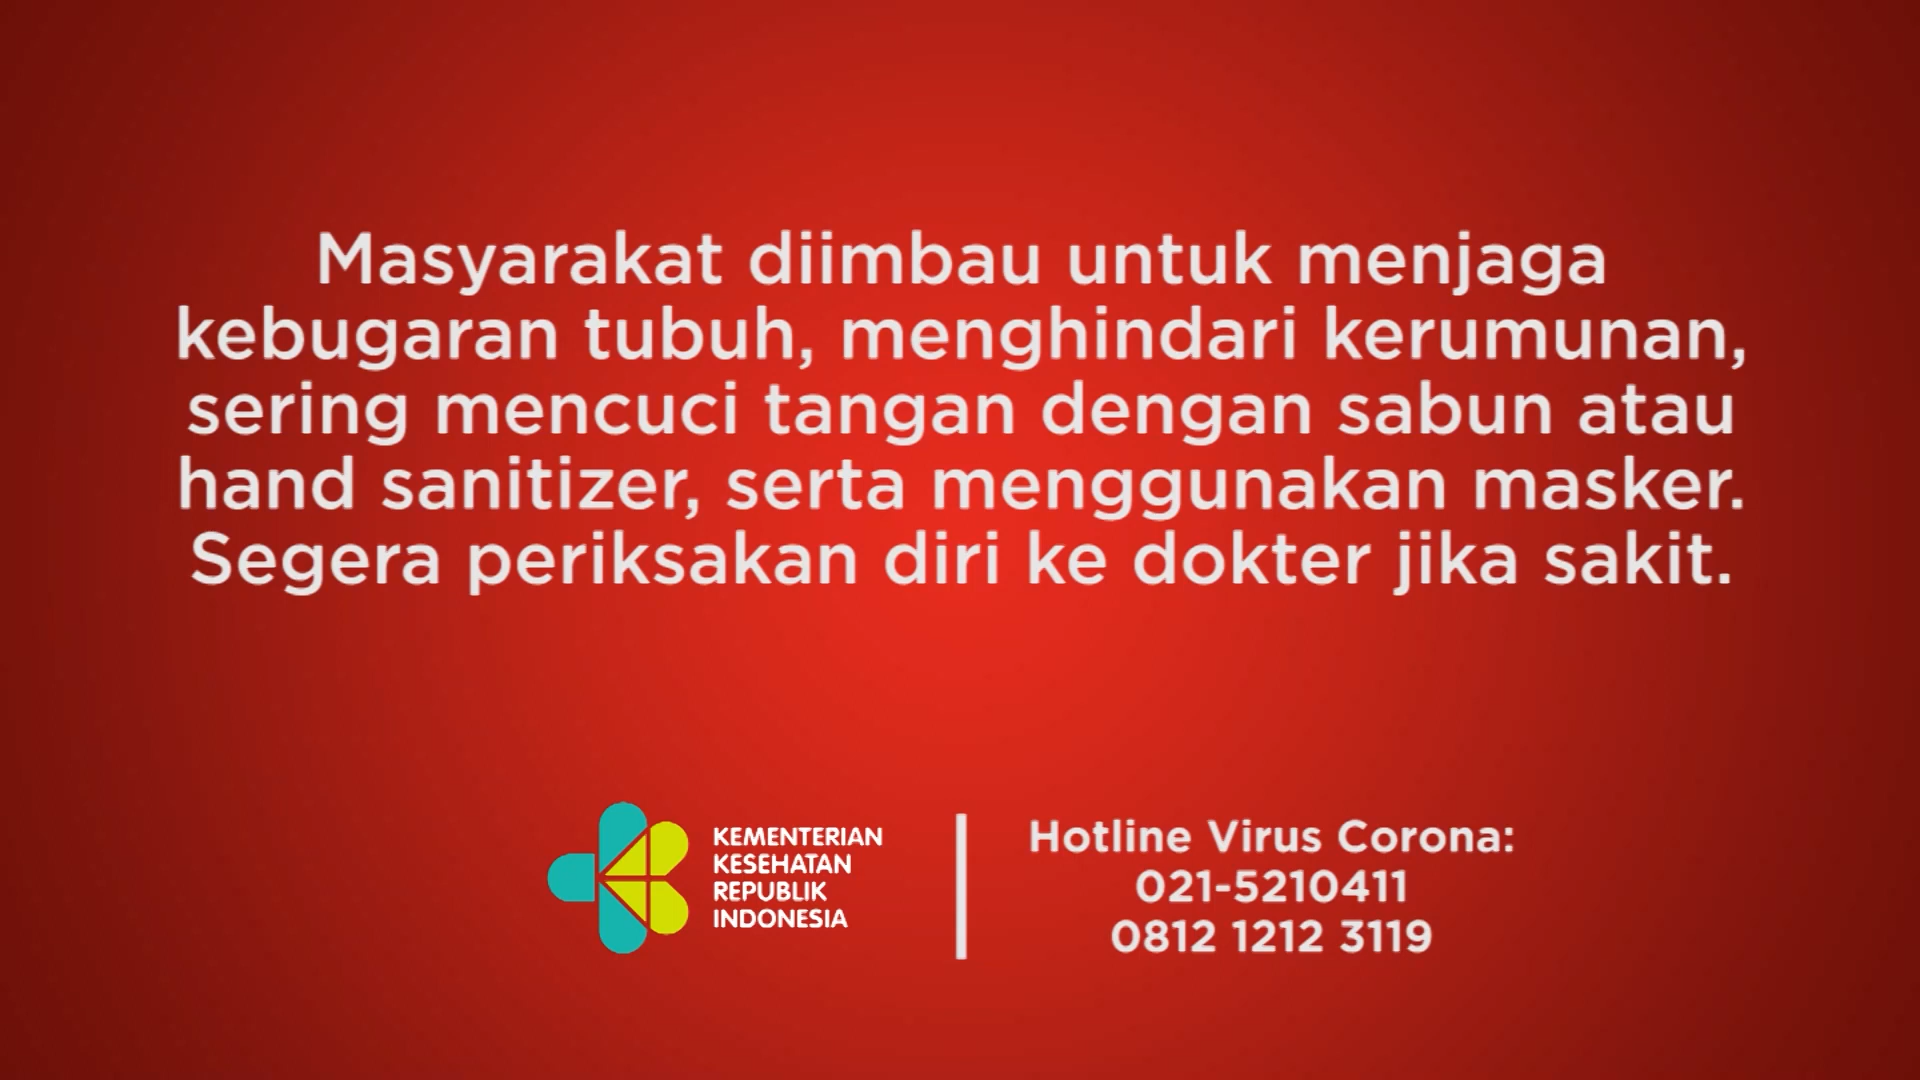 Masyarakat diimbau untuk menjaga
kebugaran tubuh, menghindari kerumunan,
sering mencuci tangan dengan sabun atau
hand sanitizer, serta menggunakan masker.
Segera periksakan diri ke dokter jika sakit.
KEMENTERIAN
KESEHATAN
REPUBLIK
INDONESIA
Hotline Virus Corona:
021-5210411
0812 1212 3119